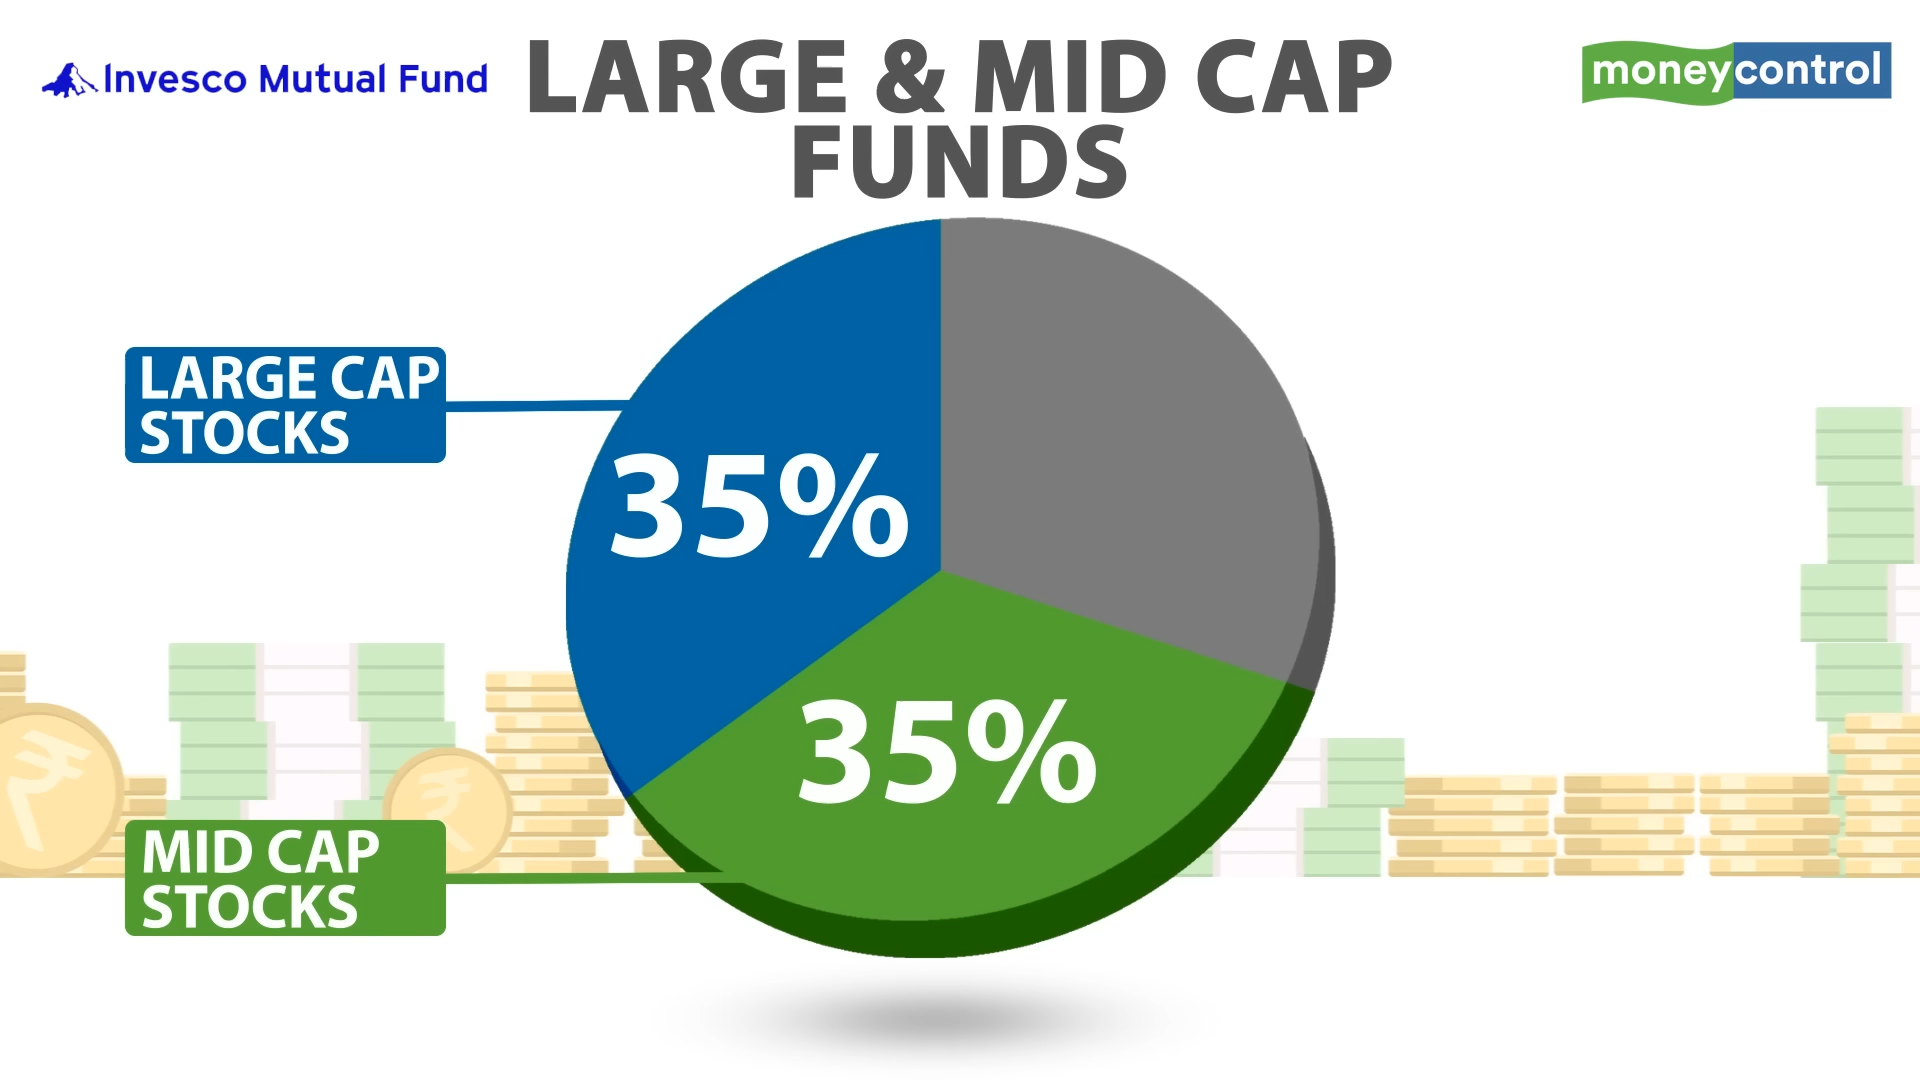 Invesco Mutual Fund
LARGE & MID CAP
FUNDS
moneycontrol
LARGE CAP
STOCKS
35%
35%
MID CAP
STOCKS
₹
₹